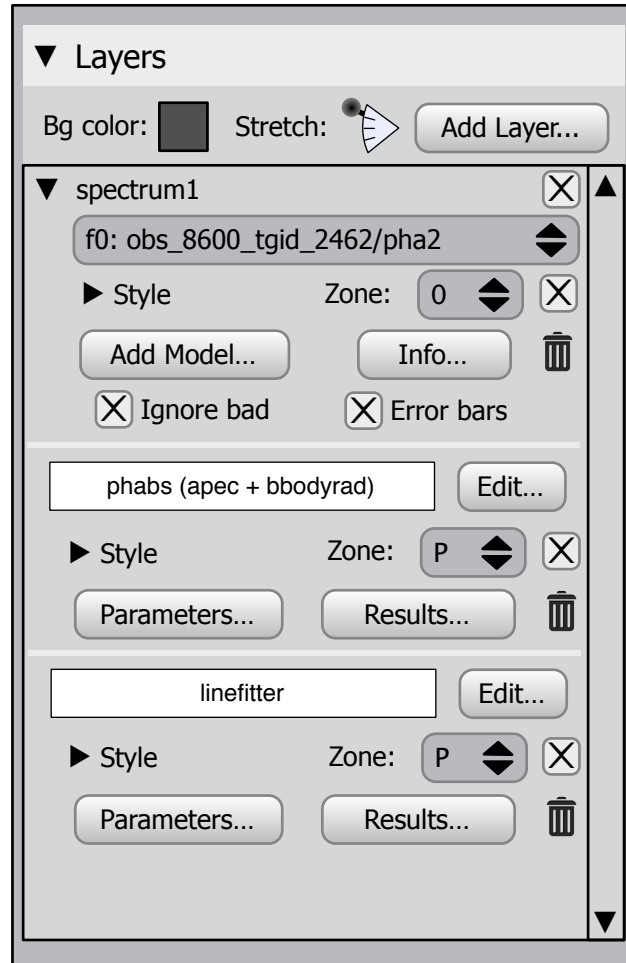 Layers
Bg color: Stretch: Add Layer...
spectrum1
f0: obs_8600_tgid_2462/pha2
Style Zone: 0
Add Model... Info...
Ignore bad Error bars
phabs (apec + bbodyrad) Edit...
Style Zone: P
Parameters... Results...
linefitter Edit...
Style Zone: P
Parameters... Results...